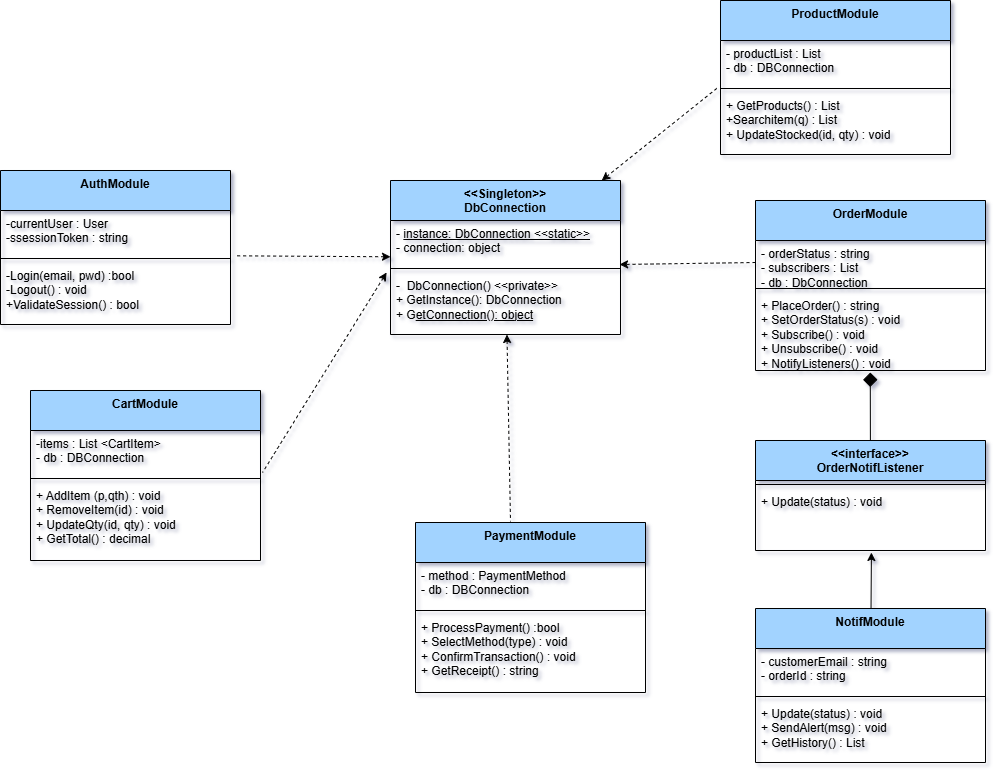 ProductModule
- productList : List
- db : DBConnection
+ GetProducts() : List
+Searchitem(q) : List
+ UpdateStocked(id, qty) : void
AuthModule
-currentUser : User
-ssessionToken : string
-Login(email, pwd) :bool
-Logout() : void
+ValidateSession() : bool
<<Singleton>>
DbConnection
- instance: DbConnection <<static>>
- connection: object
- DbConnection() <<private>>
+ GetInstance(): DbConnection
+ GetConnection(): object
OrderModule
- orderStatus : string
- subscribers : List
- db : DbConnection
+ PlaceOrder() : string
+ SetOrderStatus(s) : void
+ Subscribe() : void
+ Unsubscribe() : void
+ NotifyListeners() : void
CartModule
-items : List <CartItem>
- db : DBConnection
+ AddItem (p,qth) : void
+ RemoveItem(id) : void
+ UpdateQty(id, qty) : void
+ GetTotal() : decimal
<<interface>>
OrderNotifListener
+ Update(status) : void
PaymentModule
- method : PaymentMethod
- db : DBConnection
+ ProcessPayment() :bool
+ SelectMethod(type) : void
+ ConfirmTransaction() : void
+ GetReceipt() : string
NotifModule
- customerEmail : string
- orderId : string
+ Update(status) : void
+ SendAlert(msg) : void
+ GetHistory() : List